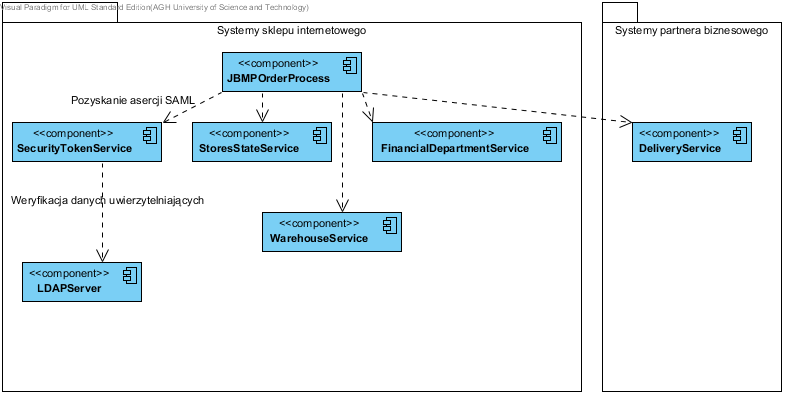 Visual Paradigm for UML Standard Edition(AGH University of Science and Technology)
Systemy sklepu internetowego
Systemy partnera biznesowego
<<component>>
JBMPOrderProcess
Pozyskanie asercji SAML
<<component>>
SecurityTokenService
<<component>>
StoresStateService
<<component>>
FinancialDepartmentService
<<component>>
DeliveryService
Weryfikacja danych uwierzytelniających
<<component>>
WarehouseService
<<component>>
LDAPServer